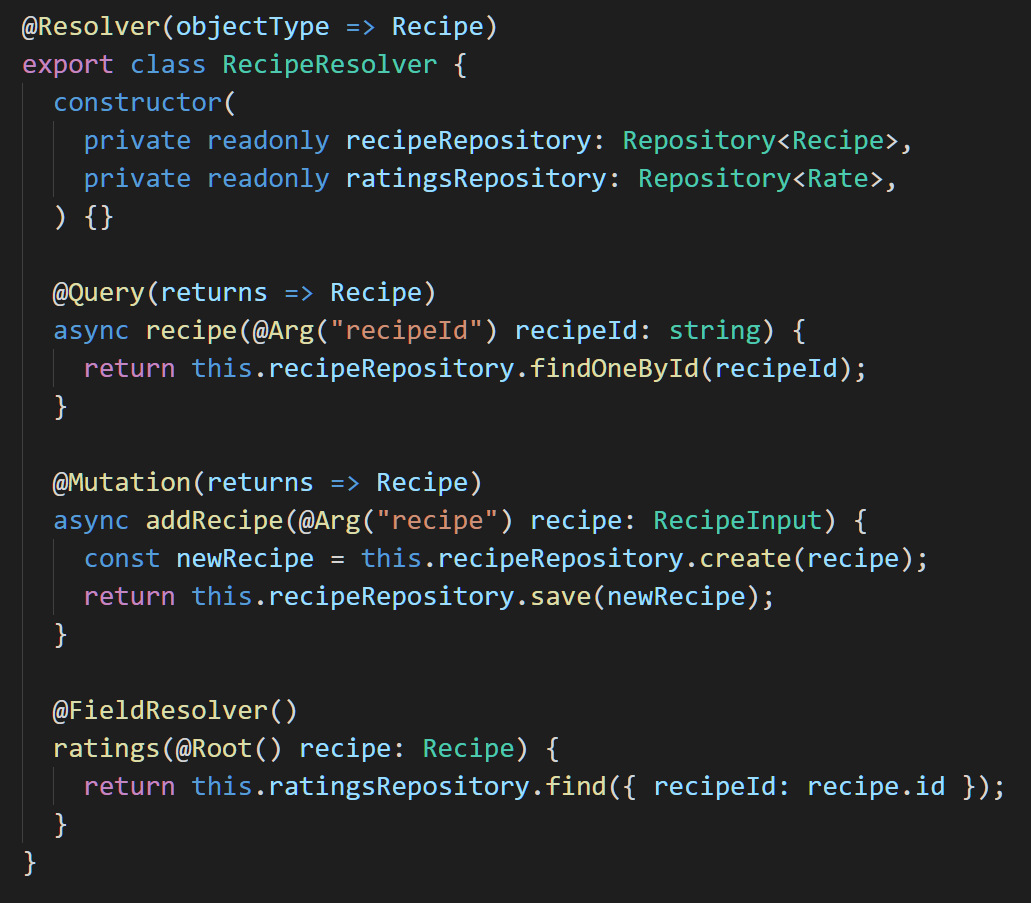 @Resolver(objectType => Recipe)
export class RecipeResolver {
  constructor(
    private readonly recipeRepository: Repository<Recipe>,
    private readonly ratingsRepository: Repository<Rate>,
  ) {}

  @Query(returns => Recipe)
  async recipe(@Arg("recipeId") recipeId: string) {
    return this.recipeRepository.findOneById(recipeId);
  }

  @Mutation(returns => Recipe)
  async addRecipe(@Arg("recipe") recipe: RecipeInput) {
    const newRecipe = this.recipeRepository.create(recipe);
    return this.recipeRepository.save(newRecipe);
  }

  @FieldResolver()
  ratings(@Root() recipe: Recipe) {
    return this.ratingsRepository.find({ recipeId: recipe.id });
  }
}